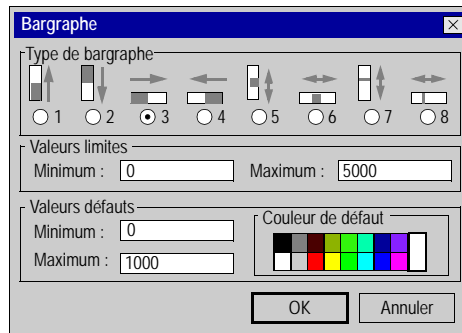 Bargraphe
Type de bargraphe
1 2 3 4 5 6 7 8
Valeurs limites
Minimum : 0 Maximum : 5000
Valeurs défauts
Minimum : 0
Maximum : 1000
Couleur de défaut
OK Annuler